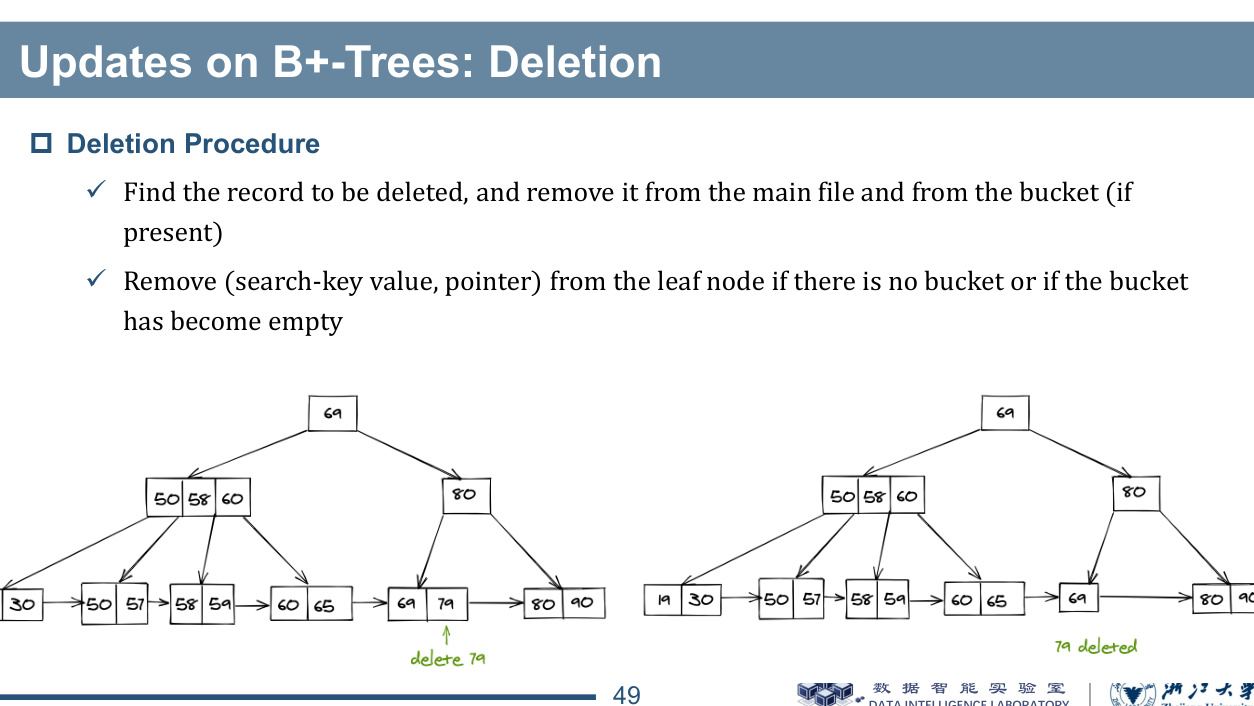 Updates on B+-Trees: Deletion
Deletion Procedure
Find the record to be deleted, and remove it from the main file and from the bucket (if
present)
Remove (search-key value, pointer) from the leaf node if there is no bucket or if the bucket
has become empty
69
50 58 60
80
30
50 57
58 59
60 65
69 79
80 90
delete 79
69
50 58 60
80
19 30
50 57
58 59
60 65
69
80 90
79 deleted
49
数据智能实验室
DATA INTELLIGENCE LABORATORY
浙江大学